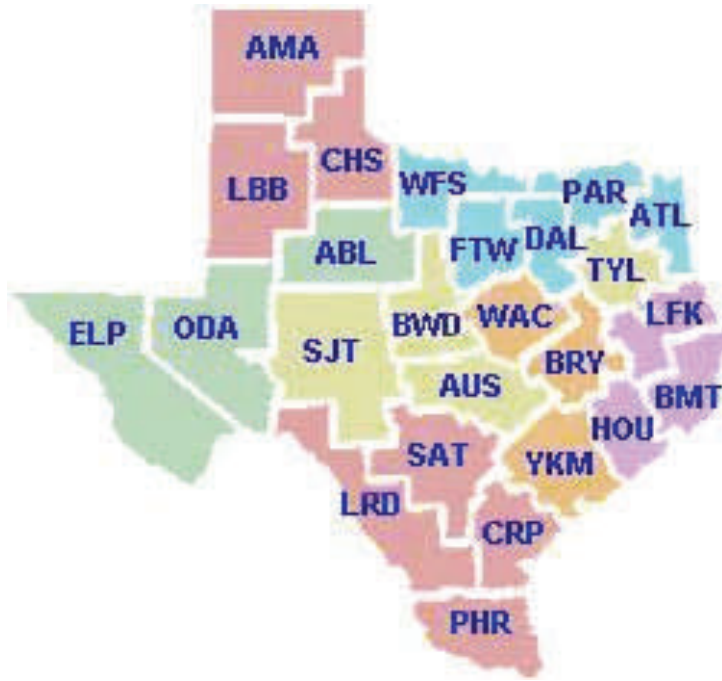 AMA
CHS
LBB
WFS
PAR
ATL
ABL
FTW
DAL
TYL
ELP
ODA
SJT
BWD
WAC
LFK
BRY
AUS
BMT
HOU
SAT
YKM
LRD
CRP
PHR